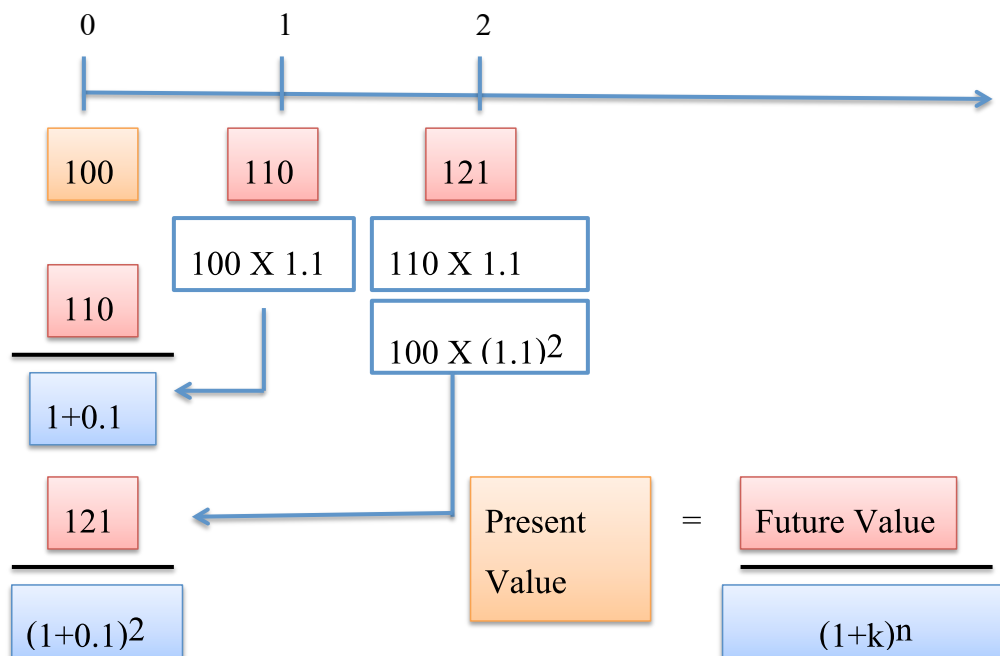 0 1 2
100 110 121
100 X 1.1 110 X 1.1
110
100 X (1.1)2
1+0.1
121
Present Value = Future Value
(1+0.1)2 (1+k)n